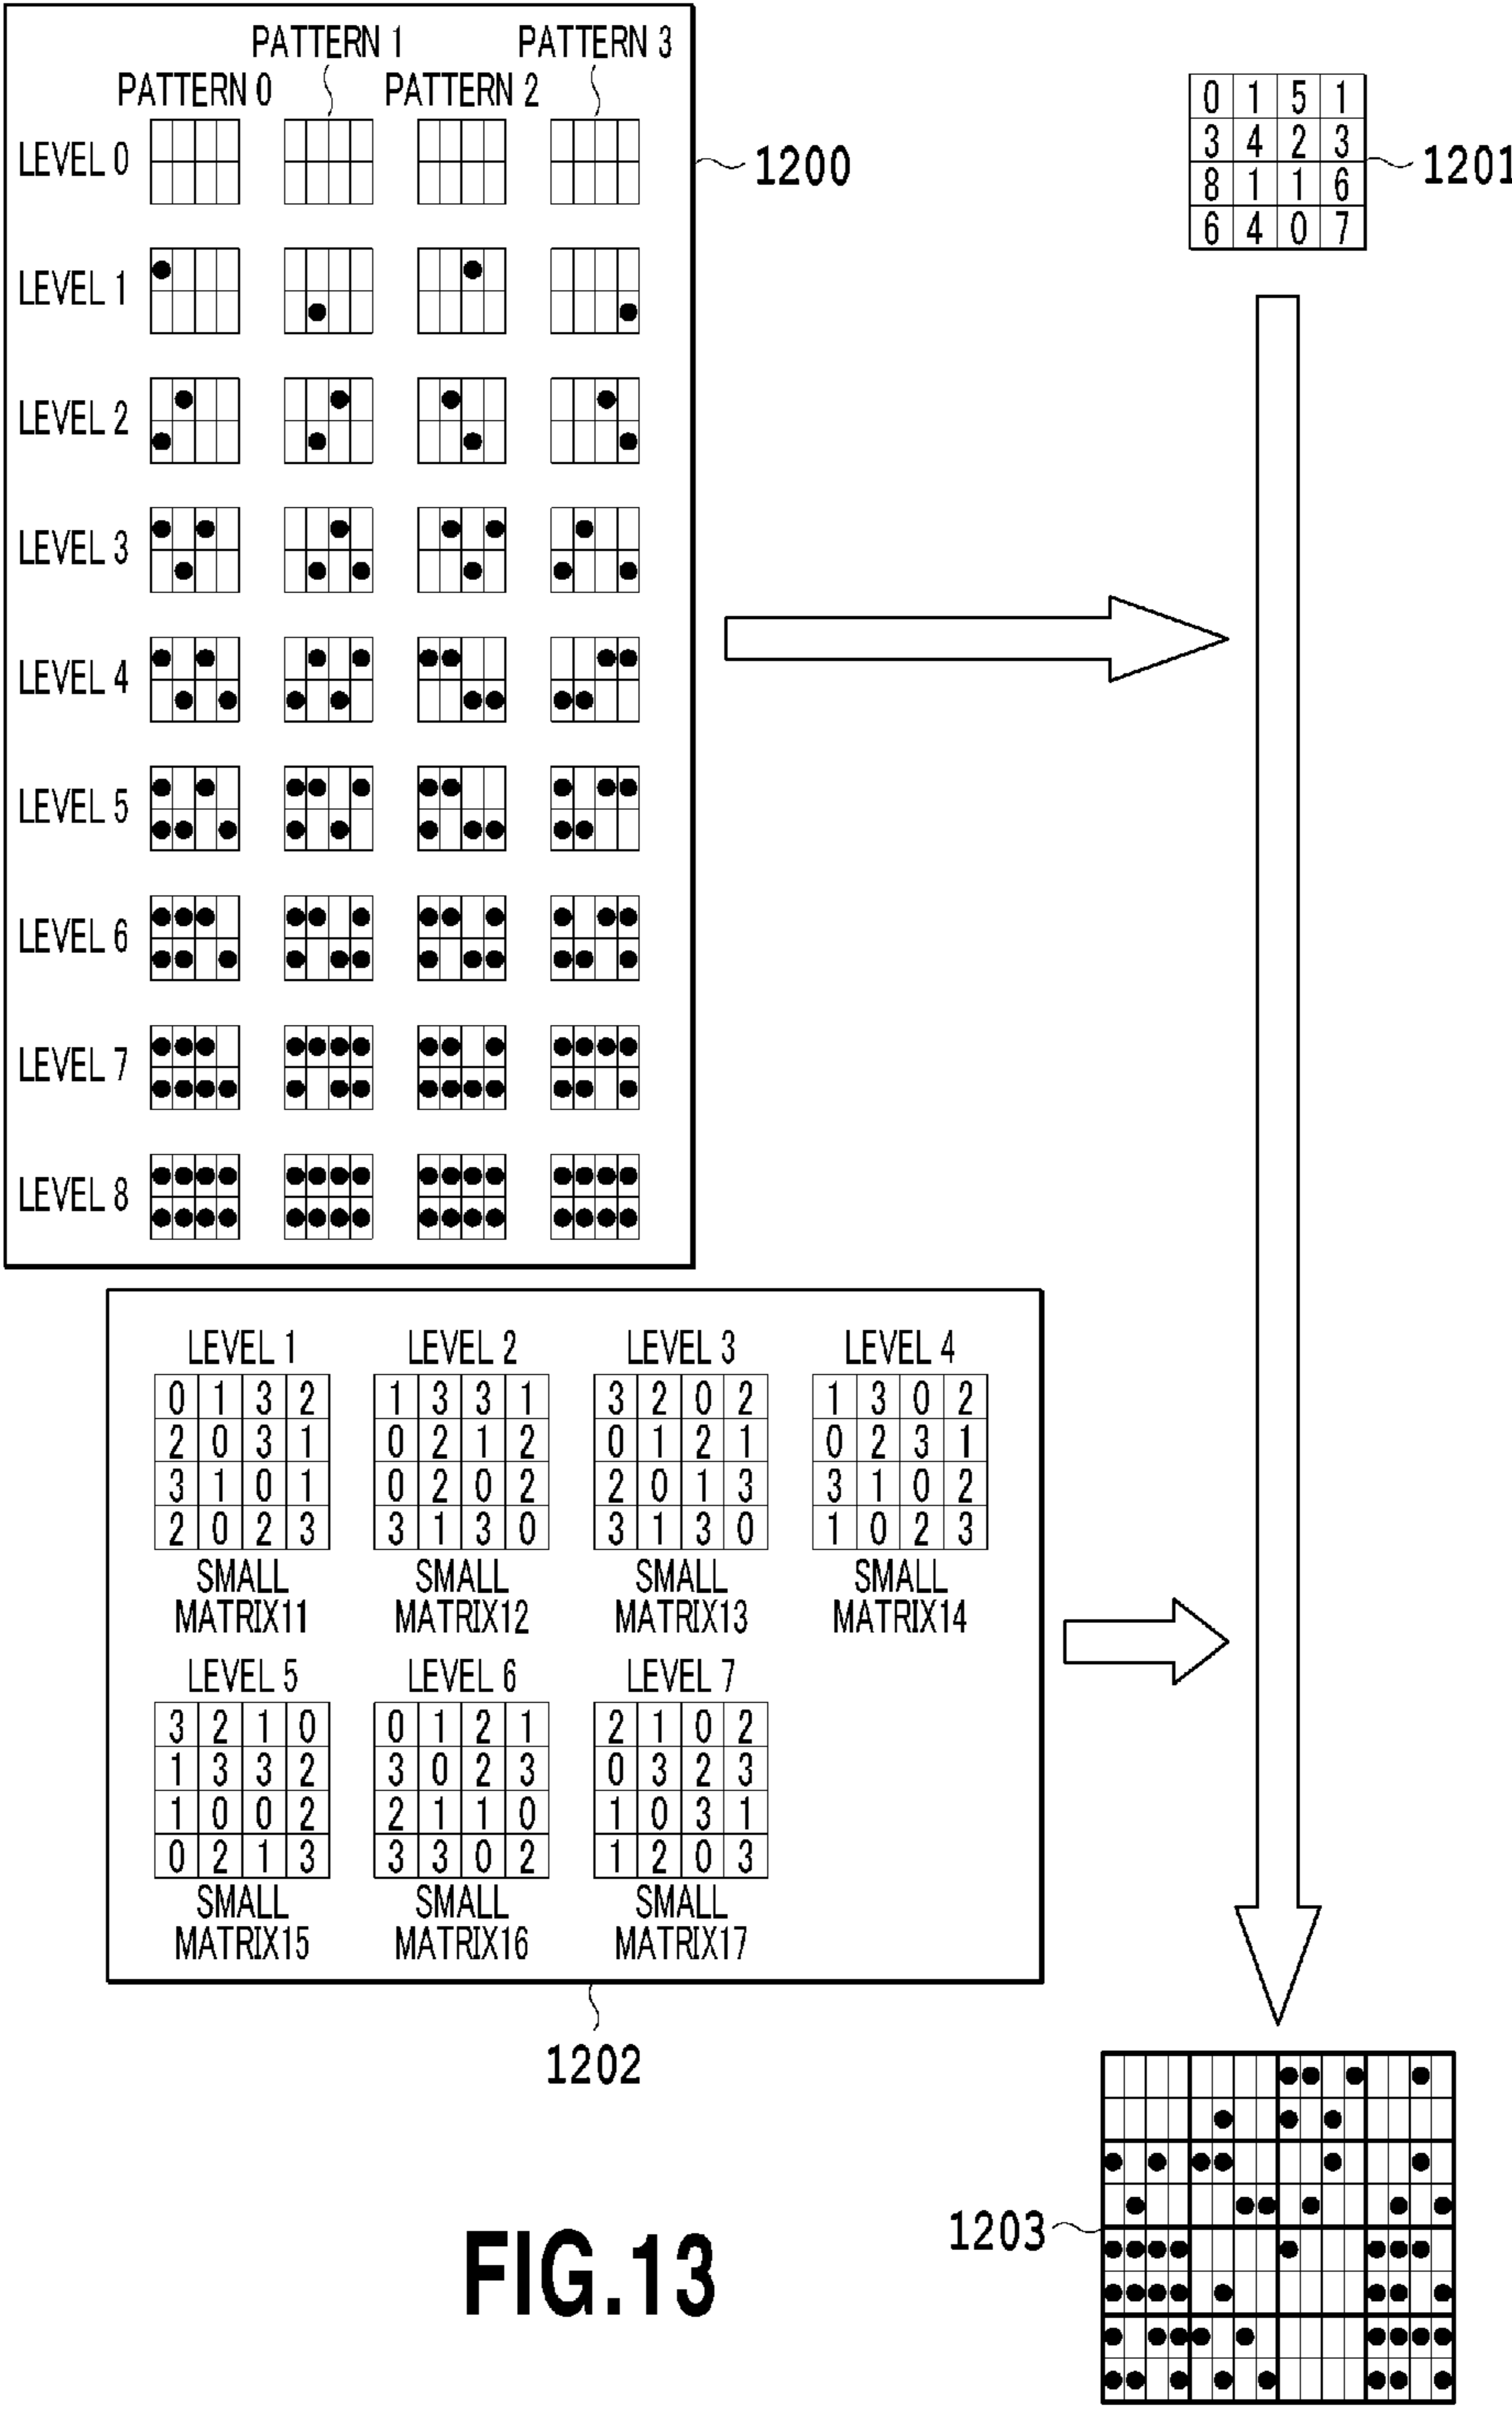 PATTERN 1 PATTERN 3
PATTERN 0 PATTERN 2
LEVEL 0
1200
LEVEL 1
LEVEL 2
LEVEL 3
LEVEL 4
LEVEL 5
LEVEL 6
LEVEL 7
LEVEL 8
0 1 5 1
3 4 2 3
8 1 1 6
6 4 0 7
1201
LEVEL 1 LEVEL 2 LEVEL 3 LEVEL 4
0 1 3 2 1 3 3 1 3 2 0 2 1 3 0 2
2 0 3 1 0 2 1 2 0 1 2 1 0 2 3 1
3 1 0 1 0 2 0 2 2 0 1 3 3 1 0 2
2 0 2 3 3 1 3 0 3 1 3 0 1 0 2 3
SMALL SMALL SMALL SMALL
MATRIX11 MATRIX12 MATRIX13 MATRIX14
LEVEL 5 LEVEL 6 LEVEL 7
3 2 1 0 0 1 2 1 2 1 0 2
1 3 3 2 3 0 2 3 0 3 2 3
1 0 0 2 2 1 1 0 1 0 3 1
0 2 1 3 3 3 0 2 1 2 0 3
SMALL SMALL SMALL
MATRIX15 MATRIX16 MATRIX17
1202
1203
FIG.13